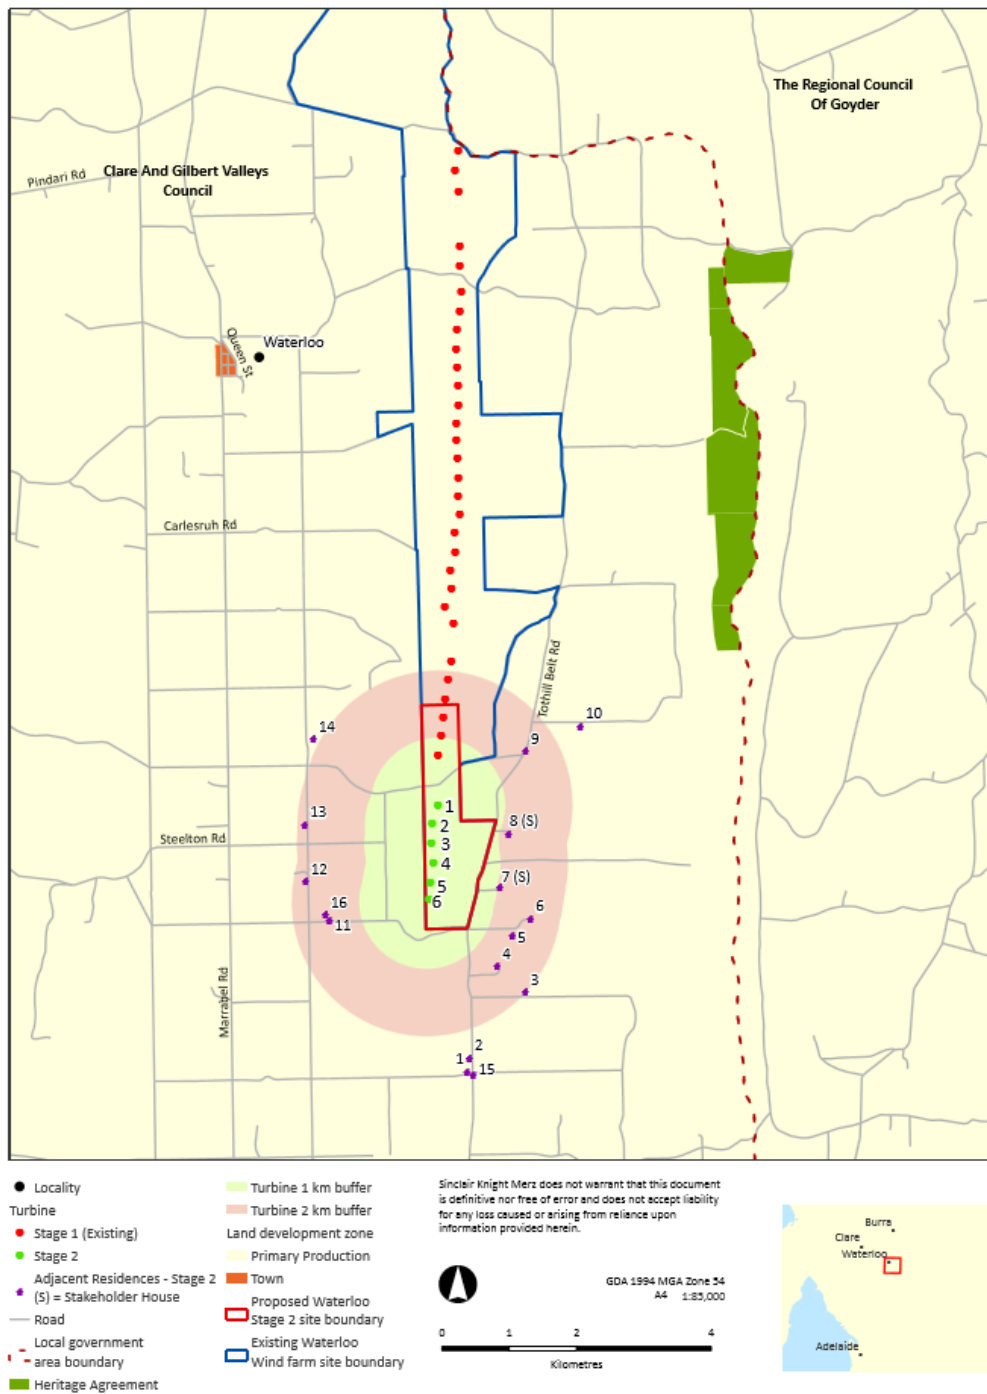 The Regional Council
Of Goyder
Clare And Gilbert Valleys
Council
Pindari Rd
Queen St
Waterloo
Carlesruh Rd
Tothill Belt Rd
10
14
9
1
13
8 (S)
2
Steelton Rd
3
4
12
7 (S)
5
6
16
6
11
5
4
3
Marrabel Rd
2
1
15
Locality
Turbine
Stage 1 (Existing)
Stage 2
Adjacent Residences - Stage 2
(S) = Stakeholder House
Road
Local government
area boundary
Heritage Agreement
Turbine 1 km buffer
Turbine 2 km buffer
Land development zone
Primary Production
Town
Proposed Waterloo
Stage 2 site boundary
Existing Waterloo
Wind farm site boundary
Sinclair Knight Merz does not warrant that this document
is definitive nor free of error and does not accept liability
for any loss caused or arising from reliance upon
information provided herein.
GDA 1994 MGA Zone 54
A4 1:85,000
0 1 2 4
Kilometres
Burra
Clare
Waterloo
Adelaide